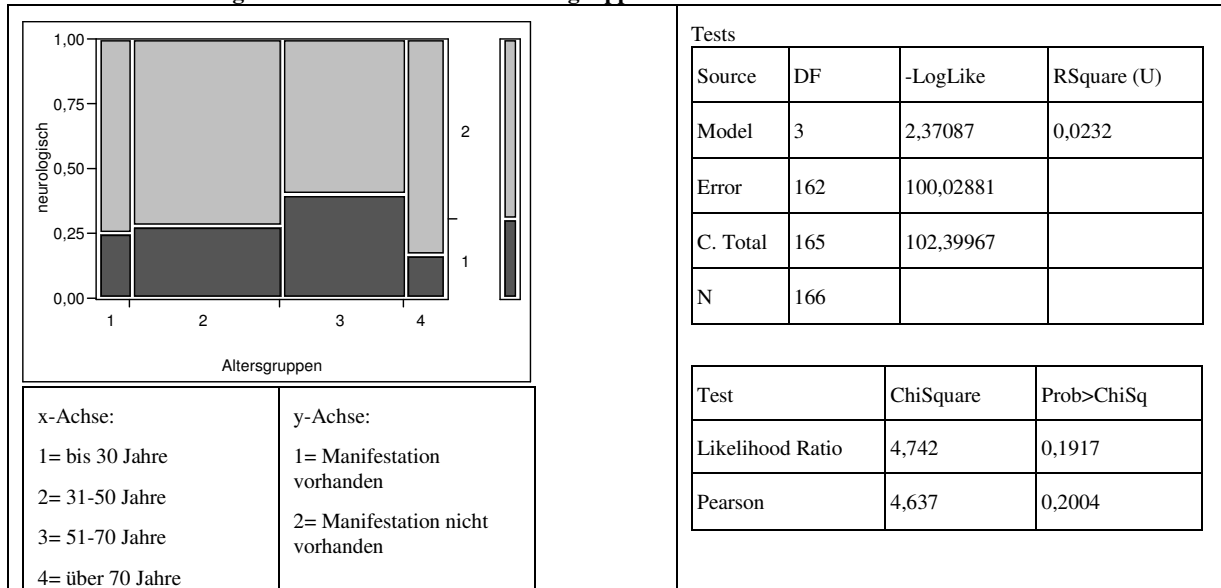 1,00
0,75
0,50
0,25
0,00
neurologisch
2
1
1 2 3 4
Altersgruppen
x-Achse:
1= bis 30 Jahre
2= 31-50 Jahre
3= 51-70 Jahre
4= über 70 Jahre
y-Achse:
1= Manifestation
vorhanden
2= Manifestation nicht
vorhanden
Tests
Source DF -LogLike RSquare (U)
Model 3 2,37087 0,0232
Error 162 100,02881
C. Total 165 102,39967
N 166
Test ChiSquare Prob>ChiSq
Likelihood Ratio 4,742 0,1917
Pearson 4,637 0,2004